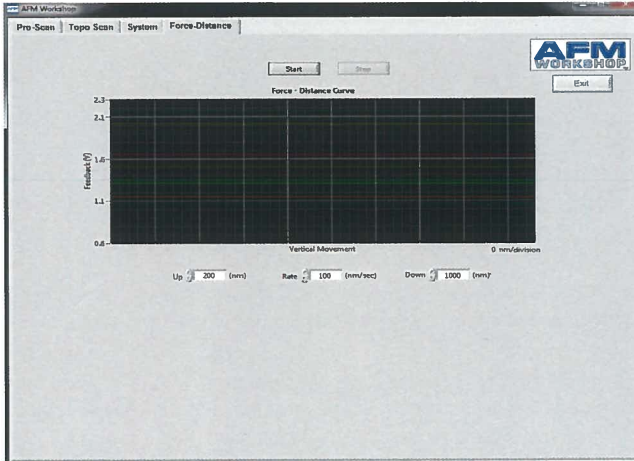 AFM Workshop
Pre-Scan Topo Scan System Force-Distance
AFM
WORKSHOP
Start Stop
Exit
Force - Distance Curve
2.3
2.1
1.6
Feedback (V)
1.1
0.6
Vertical Movement 0 nm/division
Up 200 (nm) Rate 100 (nm/sec) Down 1000 (nm)